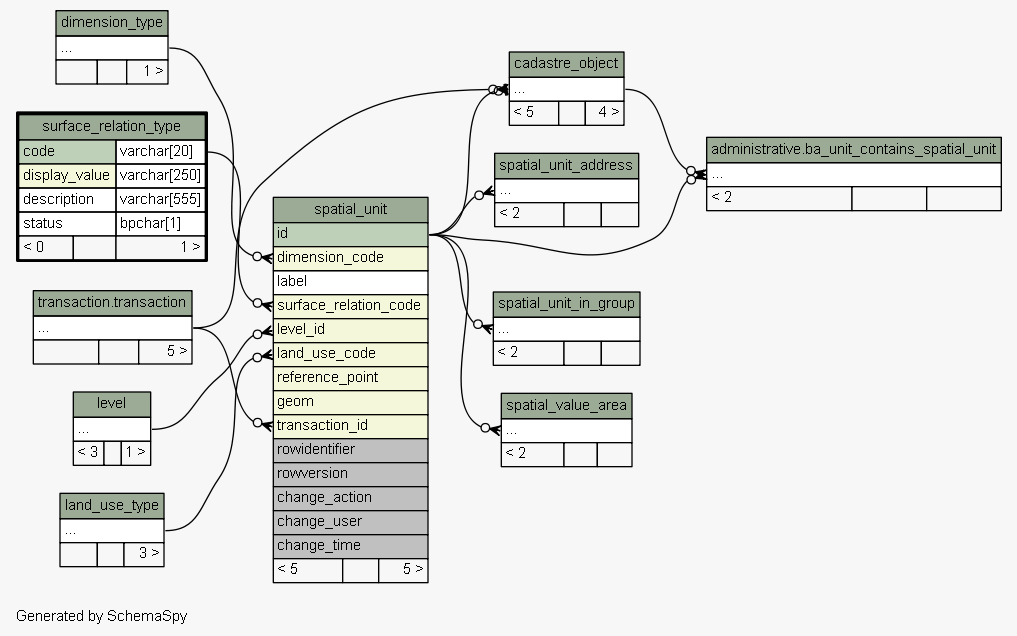 dimension_type
...
1 >
surface_relation_type
code varchar[20]
display_value varchar[250]
description varchar[555]
status bpchar[1]
< 0 1 >
transaction.transaction
...
5 >
level
...
< 3 1 >
land_use_type
...
3 >
spatial_unit
id
dimension_code
label
surface_relation_code
level_id
land_use_code
reference_point
geom
transaction_id
rowidentifier
rowversion
change_action
change_user
change_time
< 5 5 >
cadastre_object
...
< 5 4 >
spatial_unit_address
...
< 2
spatial_unit_in_group
...
< 2
spatial_value_area
...
< 2
administrative.ba_unit_contains_spatial_unit
...
< 2
Generated by SchemaSpy